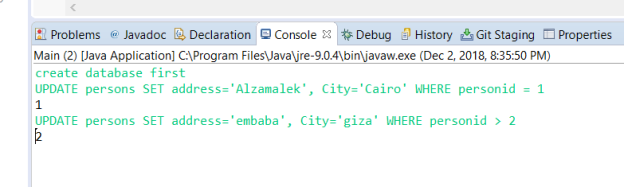 Problems @ Javadoc Declaration Console Debug History Git Staging Properties
Main (2) [Java Application] C:\Program Files\Java\jre-9.0.4\bin\javaw.exe (Dec 2, 2018, 8:35:50 PM)
create database first
UPDATE persons SET address='Alzamalek', City='Cairo' WHERE personid = 1
1
UPDATE persons SET address='embaba', City='giza' WHERE personid > 2
2